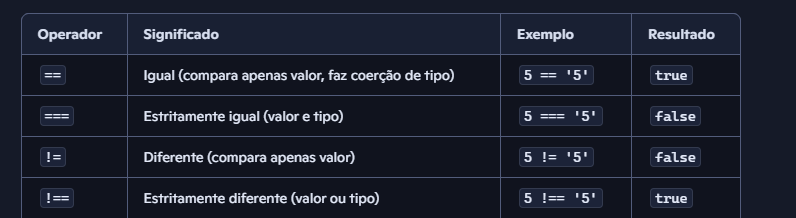 Operador Significado Exemplo Resultado
== Igual (compara apenas valor, faz coerção de tipo) 5 == '5' true
=== Estritamente igual (valor e tipo) 5 === '5' false
!= Diferente (compara apenas valor) 5 != '5' false
!== Estritamente diferente (valor ou tipo) 5 !== '5' true